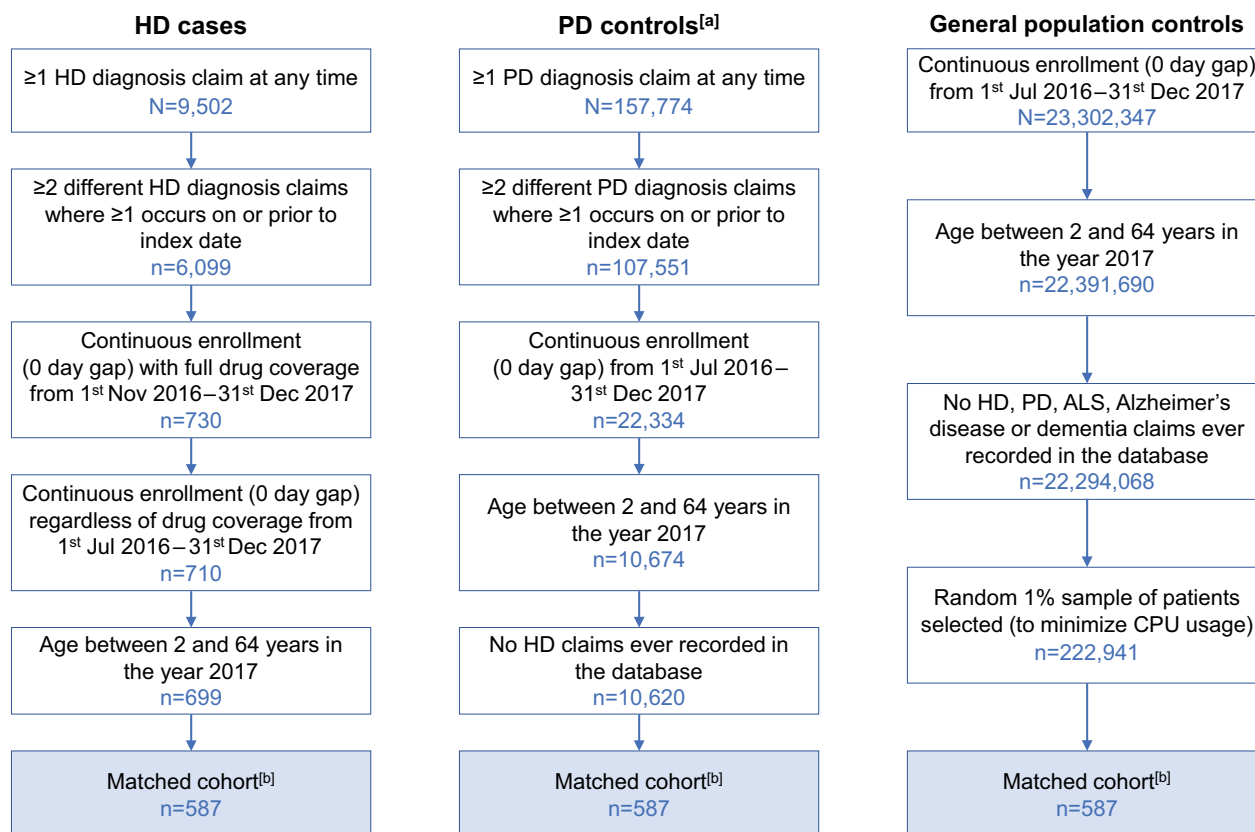 HD cases
≥1 HD diagnosis claim at any time
N=9,502
≥2 different HD diagnosis claims
where ≥1 occurs on or prior to
index date
n=6,099
Continuous enrollment
(0 day gap) with full drug coverage
from 1st Nov 2016–31st Dec 2017
n=730
Continuous enrollment (0 day gap)
regardless of drug coverage from
1st Jul 2016–31st Dec 2017
n=710
Age between 2 and 64 years in
the year 2017
n=699
Matched cohort[b]
n=587
PD controls[a]
≥1 PD diagnosis claim at any time
N=157,774
≥2 different PD diagnosis claims
where ≥1 occurs on or prior to
index date
n=107,551
Continuous enrollment
(0 day gap) from 1st Jul 2016–
31st Dec 2017
n=22,334
Age between 2 and 64 years in
the year 2017
n=10,674
No HD claims ever recorded in
the database
n=10,620
Matched cohort[b]
n=587
General population controls
Continuous enrollment (0 day gap)
from 1st Jul 2016–31st Dec 2017
N=23,302,347
Age between 2 and 64 years in
the year 2017
n=22,391,690
No HD, PD, ALS, Alzheimer’s
disease or dementia claims ever
recorded in the database
n=22,294,068
Random 1% sample of patients
selected (to minimize CPU usage)
n=222,941
Matched cohort[b]
n=587